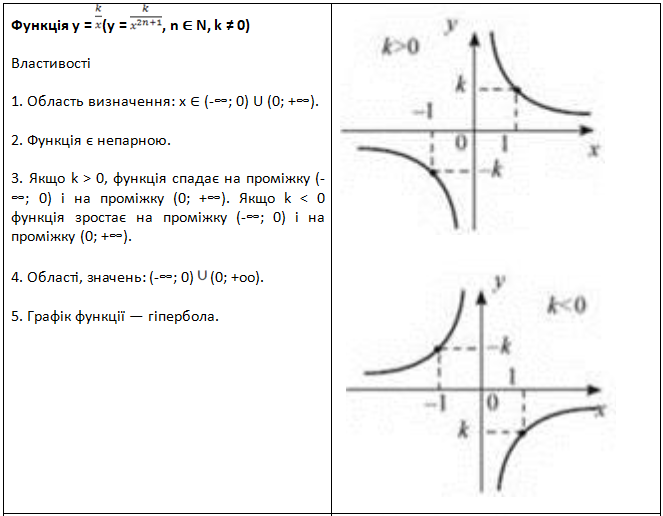 Функція y = k/x (y = k/x^{2n+1}, n ∈ N, k ≠ 0)
Властивості
1. Область визначення: x ∈ (-∞; 0) U (0; +∞).
2. Функція є непарною.
3. Якщо k > 0, функція спадає на проміжку (-
∞; 0) і на проміжку (0; +∞). Якщо k < 0
функція зростає на проміжку (-∞; 0) і на
проміжку (0; +∞).
4. Області, значень: (-∞; 0) ∪ (0; +оо).
5. Графік функції — гіпербола.
y
k>0
k
-1
0
1
x
-k
y
k<0
-k
1
-1
0
x
k